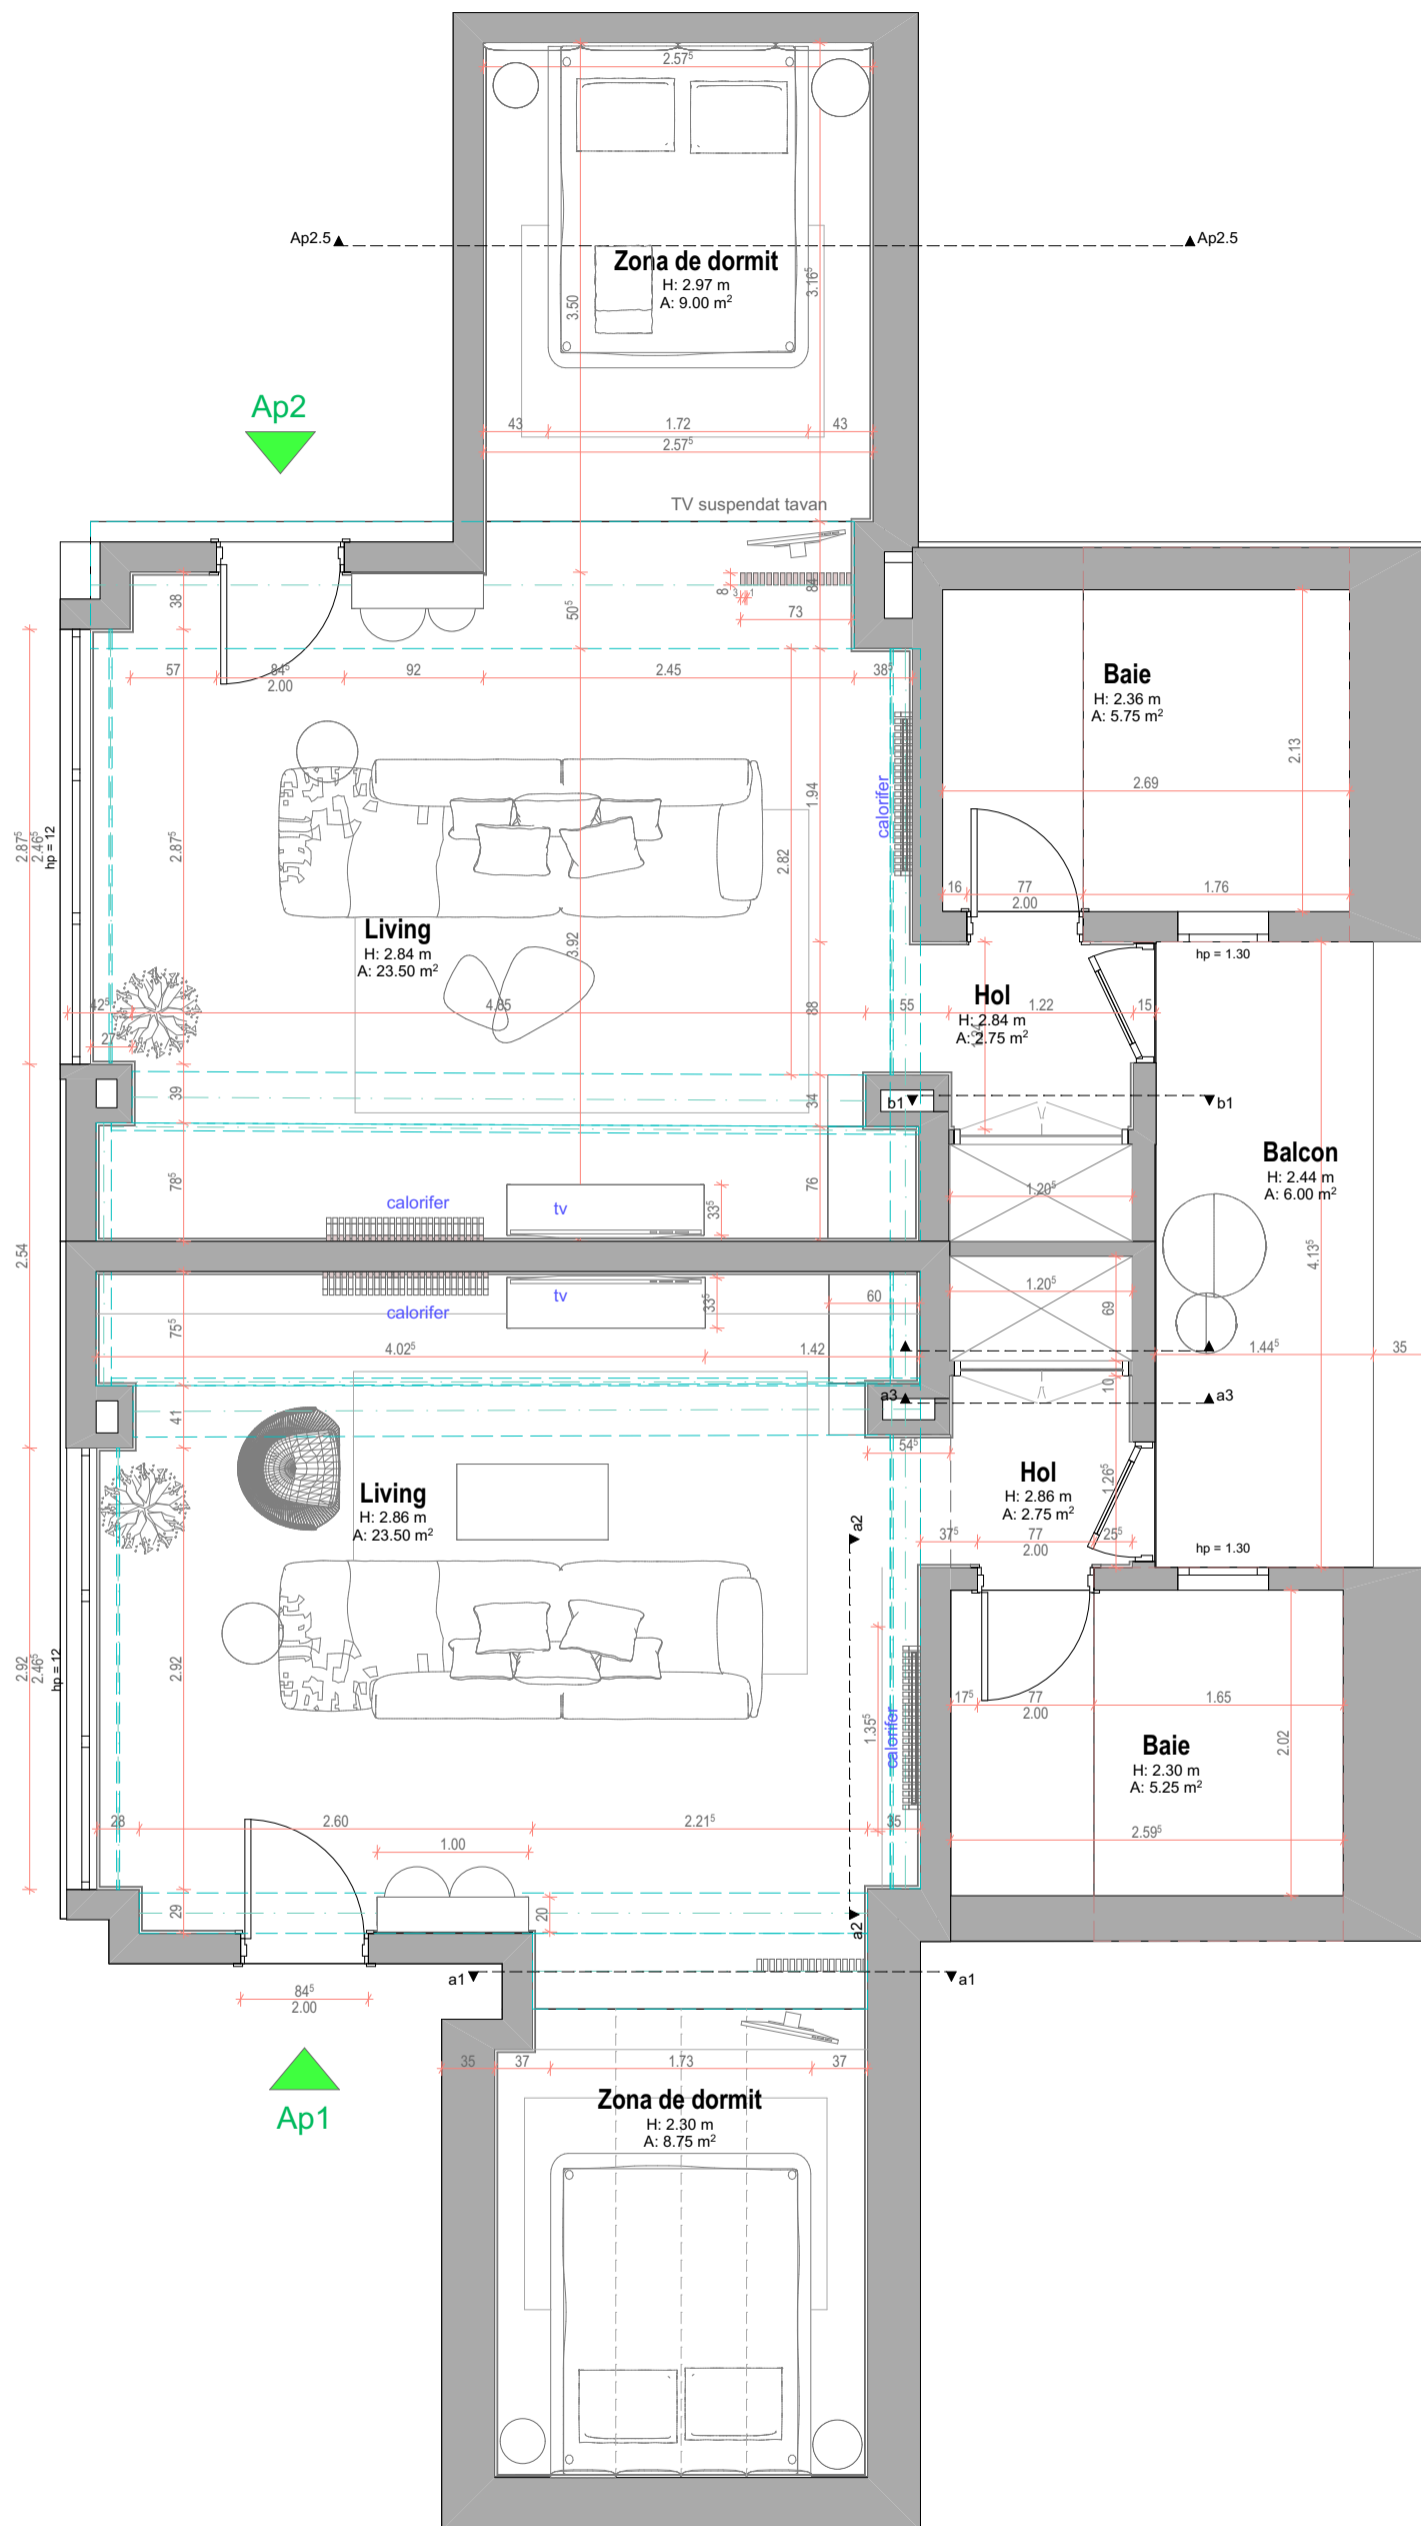 2.57⁵
Ap2.5
Ap2.5
Zona de dormit
H: 2.97 m
A: 9.00 m²
3.50
3.16⁵
Ap2
43
1.72
43
2.57⁵
TV suspendat tavan
38
50⁵
84
8
3
1
73
57
84⁵
2.00
92
2.45
38⁵
Baie
H: 2.36 m
A: 5.75 m²
2.13
2.69
2.87⁵
2.46⁵
hp = 12
2.87⁵
calorifer
1.94
2.82
16
77
2.00
1.76
Living
H: 2.84 m
A: 23.50 m²
3.92
hp = 1.30
Hol
H: 2.84 m
A: 2.75 m²
42⁵
4.85
88
55
1.22
15
27⁵
39
34
b1
b1
Balcon
H: 2.44 m
A: 6.00 m²
78⁵
calorifer
tv
33⁵
76
1.20⁵
2.54
4.13⁵
75⁵
calorifer
tv
33⁵
60
1.20⁵
69
4.02⁵
1.42
1.44⁵
35
41
a3
10
a3
54⁵
Living
H: 2.86 m
A: 23.50 m²
Hol
H: 2.86 m
A: 2.75 m²
1.26⁵
a2
37⁵
77
2.00
25⁵
hp = 1.30
2.92
2.46⁵
hp = 12
2.92
1.35⁵
calorifer
17⁵
77
2.00
1.65
2.02
Baie
H: 2.30 m
A: 5.25 m²
28
2.60
2.21⁵
35
1.00
2.59⁵
29
20
a2
a1
a1
84⁵
2.00
Ap1
35
37
1.73
37
Zona de dormit
H: 2.30 m
A: 8.75 m²